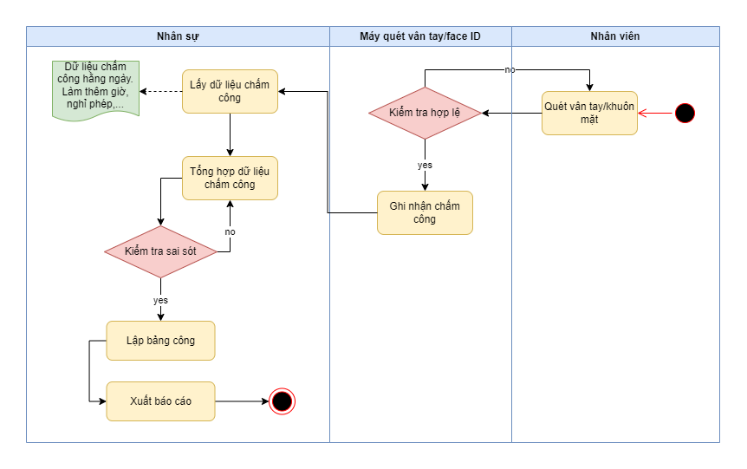 Nhân sự
Máy quét vân tay/face ID
Nhân viên
Dữ liệu chấm
công hằng ngày.
Làm thêm giờ,
nghỉ phép,...
Lấy dữ liệu chấm
công
no
Kiểm tra hợp lệ
Quét vân tay/khuôn
mặt
yes
Tổng hợp dữ liệu
chấm công
Ghi nhận chấm
công
no
Kiểm tra sai sót
yes
Lập bảng công
Xuất báo cáo